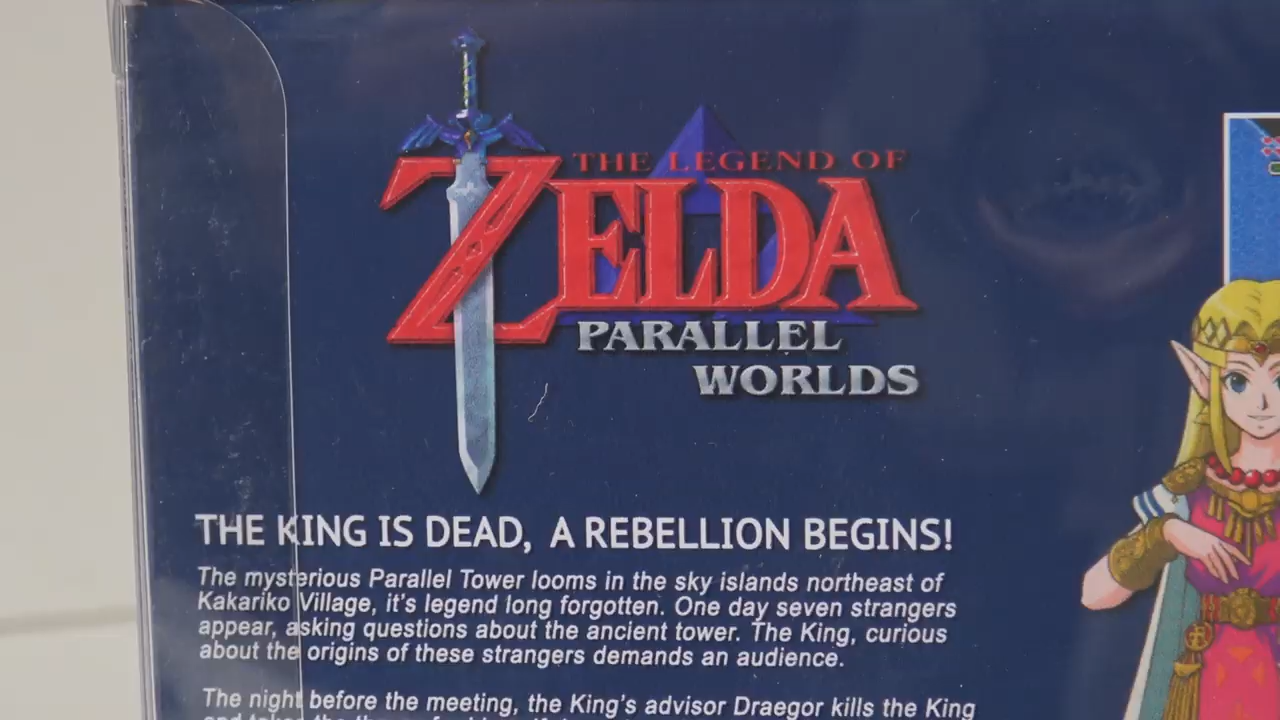 THE LEGEND OF
ZELDA
PARALLEL
WORLDS
THE KING IS DEAD, A REBELLION BEGINS!
The mysterious Parallel Tower looms in the sky islands northeast of
Kakariko Village, it's legend long forgotten. One day seven strangers
appear, asking questions about the ancient tower. The King, curious
about the origins of these strangers demands an audience.
The night before the meeting, the King's advisor Draegor kills the King